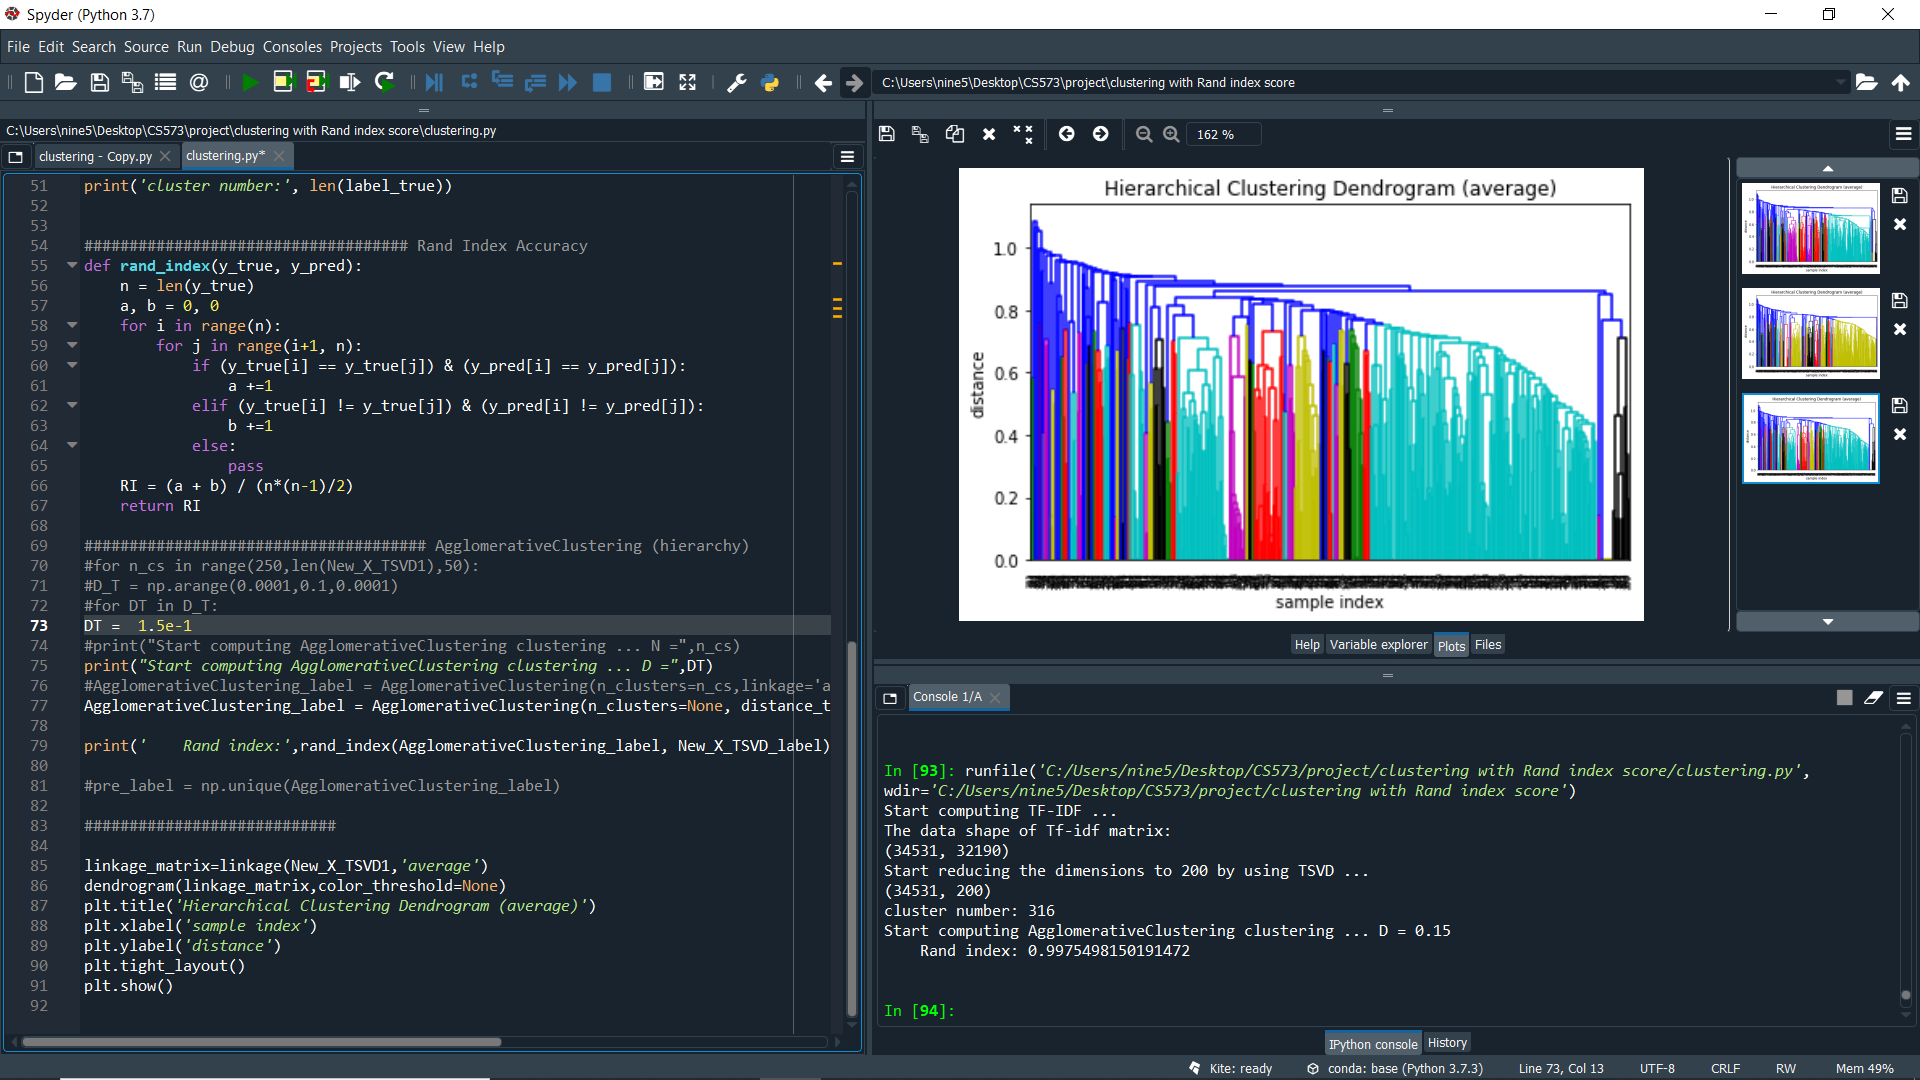 Spyder (Python 3.7)
File Edit Search Source Run Debug Consoles Projects Tools View Help
C:\Users\nine5\Desktop\CS573\project\clustering with Rand index score
C:\Users\nine5\Desktop\CS573\project\clustering with Rand index score\clustering.py
clustering - Copy.py
clustering.py*
51 print('cluster number:', len(label_true))
52
53
54 #################################### Rand Index Accuracy
55 def rand_index(y_true, y_pred):
56     n = len(y_true)
57     a, b = 0, 0
58     for i in range(n):
59         for j in range(i+1, n):
60             if (y_true[i] == y_true[j]) & (y_pred[i] == y_pred[j]):
61                 a +=1
62             elif (y_true[i] != y_true[j]) & (y_pred[i] != y_pred[j]):
63                 b +=1
64             else:
65                 pass
66     RI = (a + b) / (n*(n-1)/2)
67     return RI
68
69 ###################################### AgglomerativeClustering (hierarchy)
70 #for n_cs in range(250,len(New_X_TSVD1),50):
71 #D_T = np.arange(0.0001,0.1,0.0001)
72 #for DT in D_T:
73 DT =  1.5e-1
74 #print("Start computing AgglomerativeClustering clustering ... N =",n_cs)
75 print("Start computing AgglomerativeClustering clustering ... D =",DT)
76 #AgglomerativeClustering_label = AgglomerativeClustering(n_clusters=n_cs,linkage='a
77 AgglomerativeClustering_label = AgglomerativeClustering(n_clusters=None, distance_t
78
79 print('    Rand index:',rand_index(AgglomerativeClustering_label, New_X_TSVD_label)
80
81 #pre_label = np.unique(AgglomerativeClustering_label)
82
83 ############################
84
85 linkage_matrix=linkage(New_X_TSVD1,'average')
86 dendrogram(linkage_matrix,color_threshold=None)
87 plt.title('Hierarchical Clustering Dendrogram (average)')
88 plt.xlabel('sample index')
89 plt.ylabel('distance')
90 plt.tight_layout()
91 plt.show()
92
162 %
Hierarchical Clustering Dendrogram (average)
1.0
0.8
0.6
0.4
0.2
0.0
distance
sample index
Hierarchical Clustering Dendrogram (average)
Hierarchical Clustering Dendrogram (average)
Hierarchical Clustering Dendrogram (average)
Help Variable explorer Plots Files
Console 1/A
In [93]: runfile('C:/Users/nine5/Desktop/CS573/project/clustering with Rand index score/clustering.py',
wdir='C:/Users/nine5/Desktop/CS573/project/clustering with Rand index score')
Start computing TF-IDF ...
The data shape of Tf-idf matrix:
(34531, 32190)
Start reducing the dimensions to 200 by using TSVD ...
(34531, 200)
cluster number: 316
Start computing AgglomerativeClustering clustering ... D = 0.15
    Rand index: 0.9975498150191472
In [94]:
IPython console History
Kite: ready conda: base (Python 3.7.3) Line 73, Col 13 UTF-8 CRLF RW Mem 49%